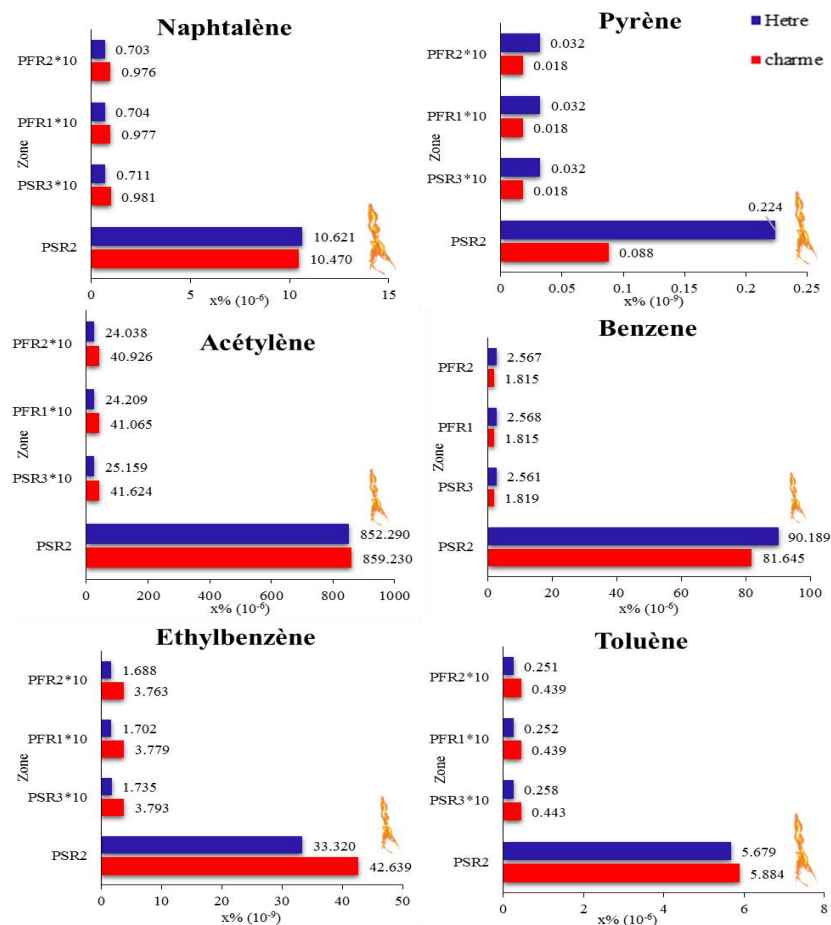 Naphtalène
Zone
PFR2*10
0.703
0.976
PFR1*10
0.704
0.977
PSR3*10
0.711
0.981
PSR2
10.621
10.470
0
5
10
15
x% (10-6)
Pyrène
Hetre
charme
Zone
PFR2*10
0.032
0.018
PFR1*10
0.032
0.018
PSR3*10
0.032
0.018
PSR2
0.224
0.088
0
0.05
0.1
0.15
0.2
0.25
x% (10-9)
Acétylène
Zone
PFR2*10
24.038
40.926
PFR1*10
24.209
41.065
PSR3*10
25.159
41.624
PSR2
852.290
859.230
0
200
400
600
800
1000
x% (10-6)
Benzene
Zone
PFR2
2.567
1.815
PFR1
2.568
1.815
PSR3
2.561
1.819
PSR2
90.189
81.645
0
20
40
60
80
100
x% (10-6)
Ethylbenzène
Zone
PFR2*10
1.688
3.763
PFR1*10
1.702
3.779
PSR3*10
1.735
3.793
PSR2
33.320
42.639
0
10
20
30
40
50
x% (10-9)
Toluène
Zone
PFR2*10
0.251
0.439
PFR1*10
0.252
0.439
PSR3*10
0.258
0.443
PSR2
5.679
5.884
0
2
4
6
8
x% (10-6)